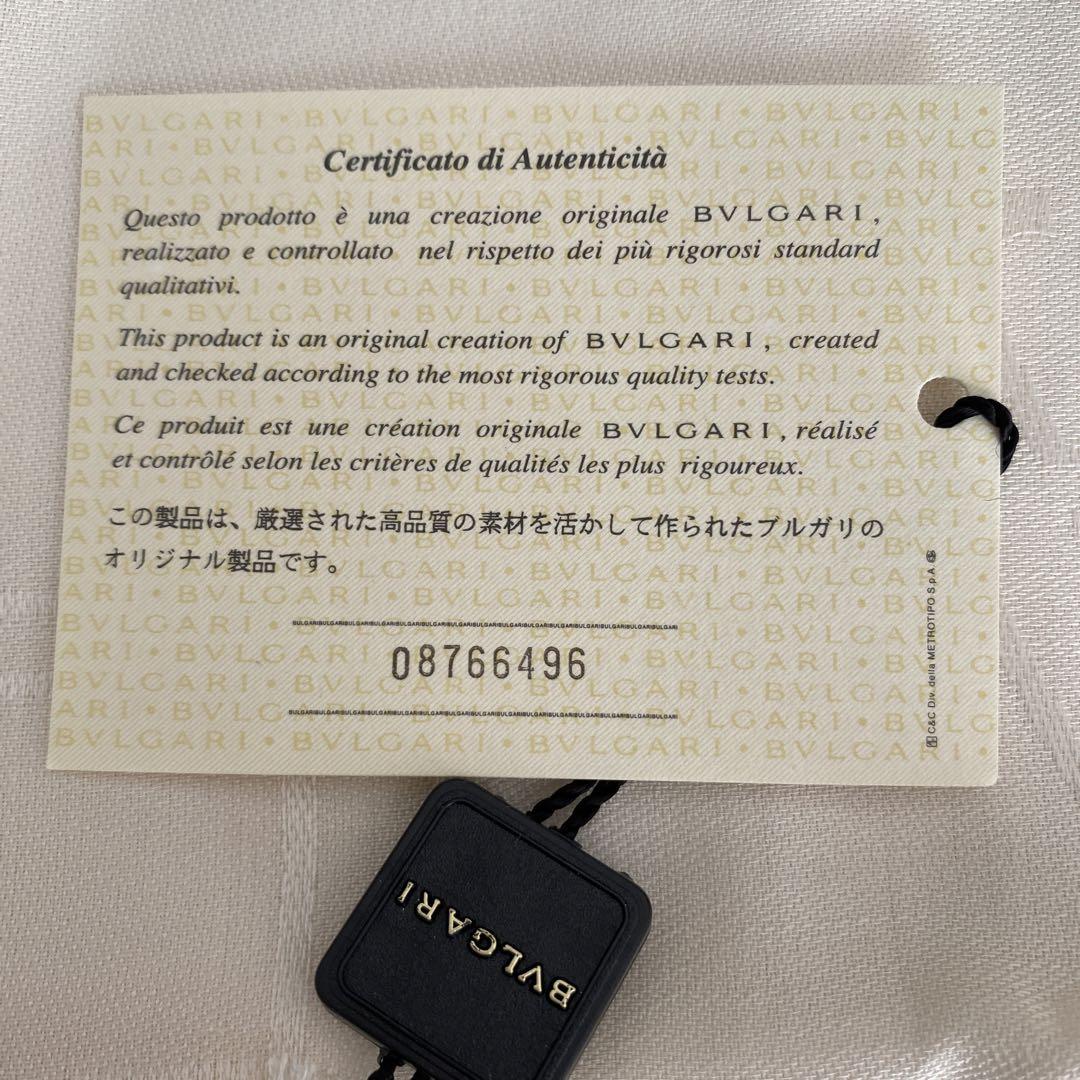 Certificato di Autenticità
Questo prodotto è una creazione originale BVLGARI,
realizzato e controllato nel rispetto dei più rigorosi standard
qualitativi.
This product is an original creation of BVLGARI, created
and checked according to the most rigorous quality tests.
Ce produit est une création originale BVLGARI, réalisé
et contrôlé selon les critères de qualités les plus rigoureux.
この製品は、厳選された高品質の素材を活かして作られたブルガリの
オリジナル製品です。
08766496
C&C Div. della METROTIPO S.p.A.
BVLGARI